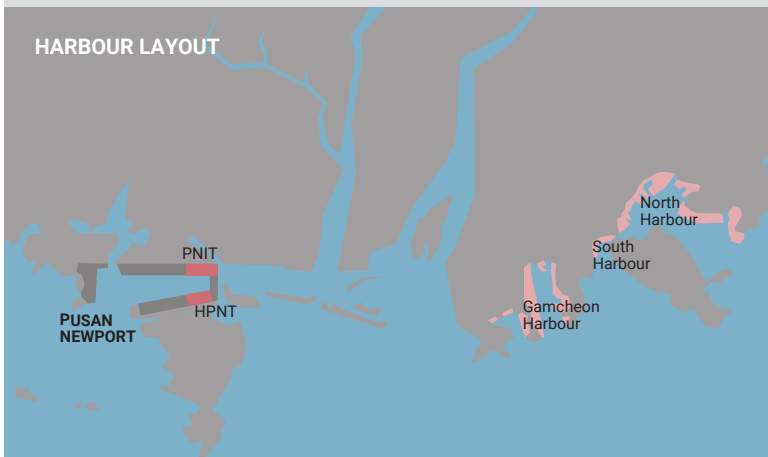 HARBOUR LAYOUT
North
Harbour
South
Harbour
PNIT
HPNT
Gamcheon
Harbour
PUSAN
NEWPORT